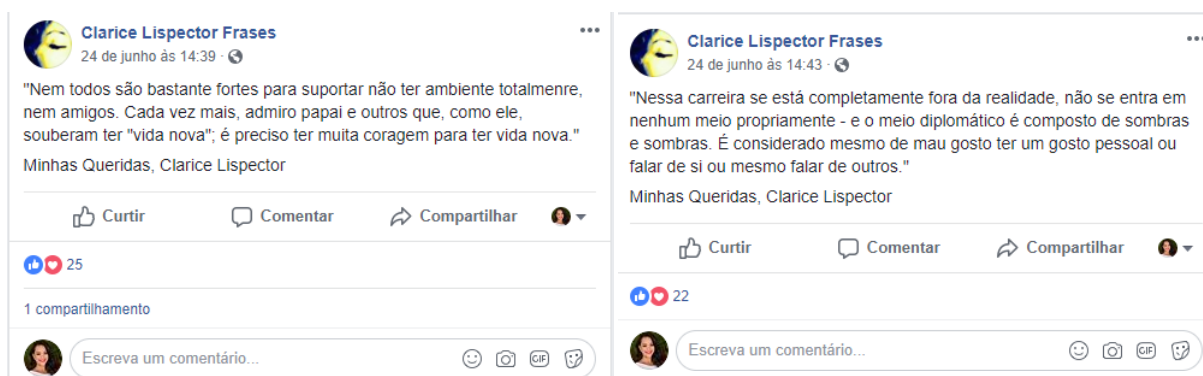 Clarice Lispector Frases
24 de junho às 14:39 ·
"Nem todos são bastante fortes para suportar não ter ambiente totalmenre,
nem amigos. Cada vez mais, admiro papai e outros que, como ele,
souberam ter "vida nova"; é preciso ter muita coragem para ter vida nova."
Minhas Queridas, Clarice Lispector
Curtir Comentar Compartilhar
25
1 compartilhamento
Escreva um comentário...
GIF
Clarice Lispector Frases
24 de junho às 14:43 ·
"Nessa carreira se está completamente fora da realidade, não se entra em
nenhum meio propriamente - e o meio diplomático é composto de sombras
e sombras. É considerado mesmo de mau gosto ter um gosto pessoal ou
falar de si ou mesmo falar de outros."
Minhas Queridas, Clarice Lispector
Curtir Comentar Compartilhar
22
Escreva um comentário...
GIF